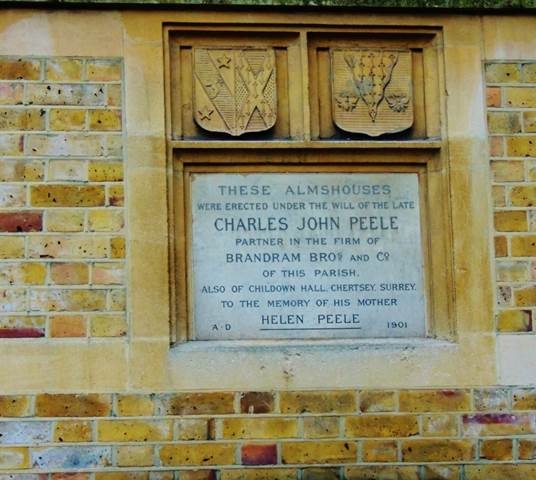 THESE ALMSHOUSES
WERE ERECTED UNDER THE WILL OF THE LATE
CHARLES JOHN PEELE
PARTNER IN THE FIRM OF
BRANDRAM BROS AND CO
OF THIS PARISH.
ALSO OF CHILDOWN HALL, CHERTSEY, SURREY.
TO THE MEMORY OF HIS MOTHER
A·D HELEN PEELE 1901